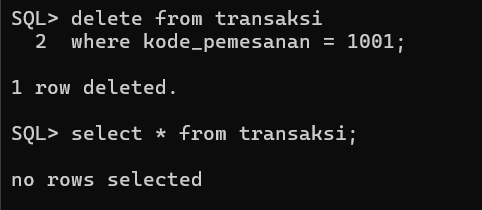 SQL> delete from transaksi
  2  where kode_pemesanan = 1001;
1 row deleted.
SQL> select * from transaksi;
no rows selected